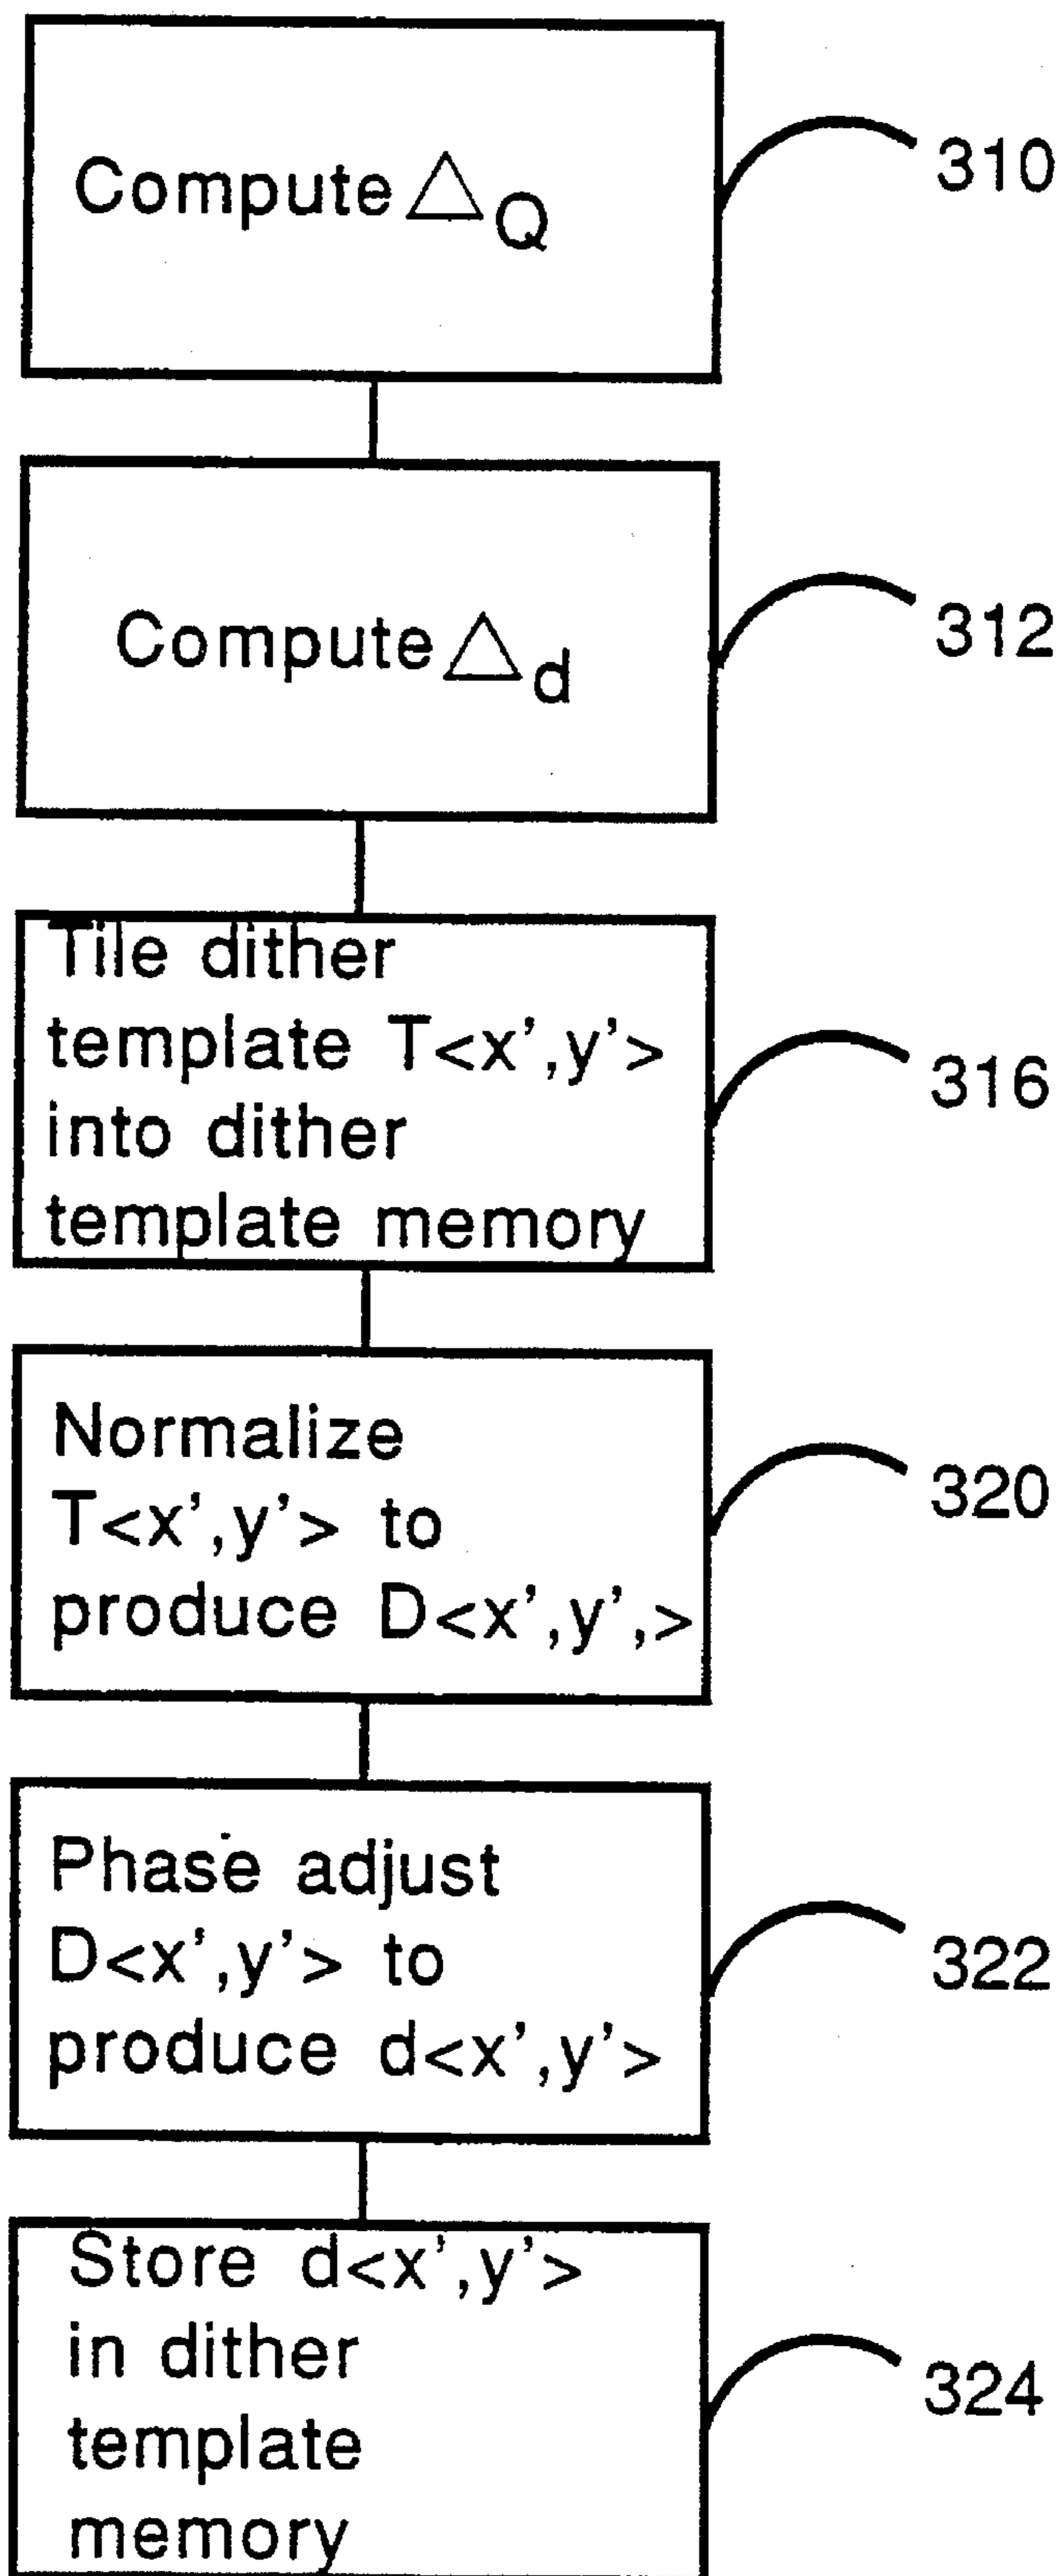 Compute △Q
310
Compute △d
312
Tile dither
template T<x',y'>
into dither
template memory
316
Normalize
T<x',y'> to
produce D<x',y',>
320
Phase adjust
D<x',y'> to
produce d<x',y'>
322
Store d<x',y'>
in dither
template
memory
324